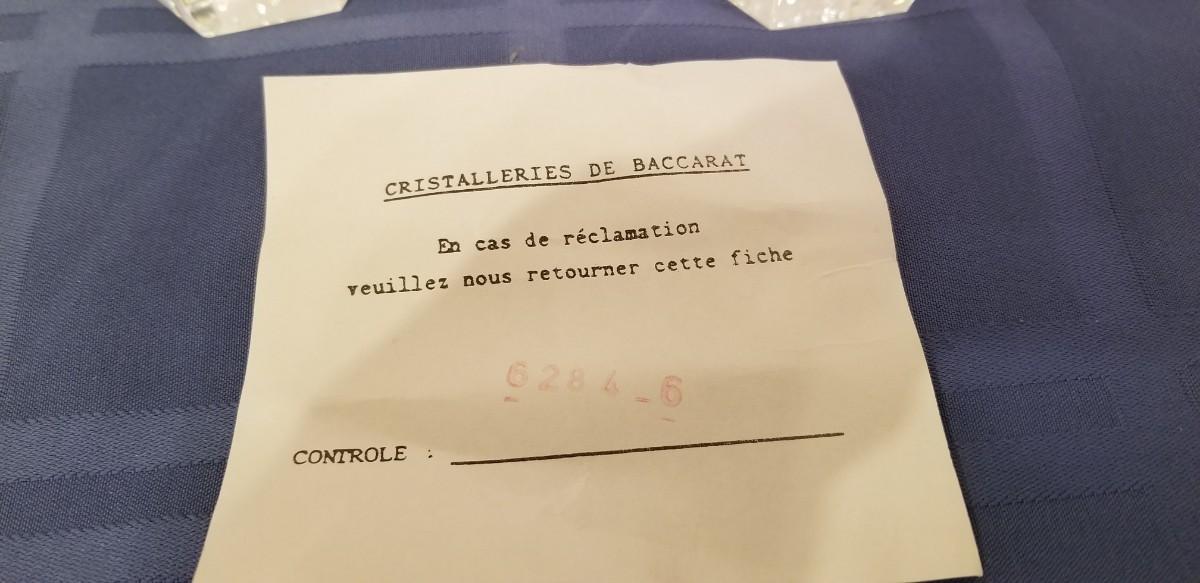 CRISTALLERIES DE BACCARAT
En cas de réclamation
veuillez nous retourner cette fiche
6284-6
CONTROLE :